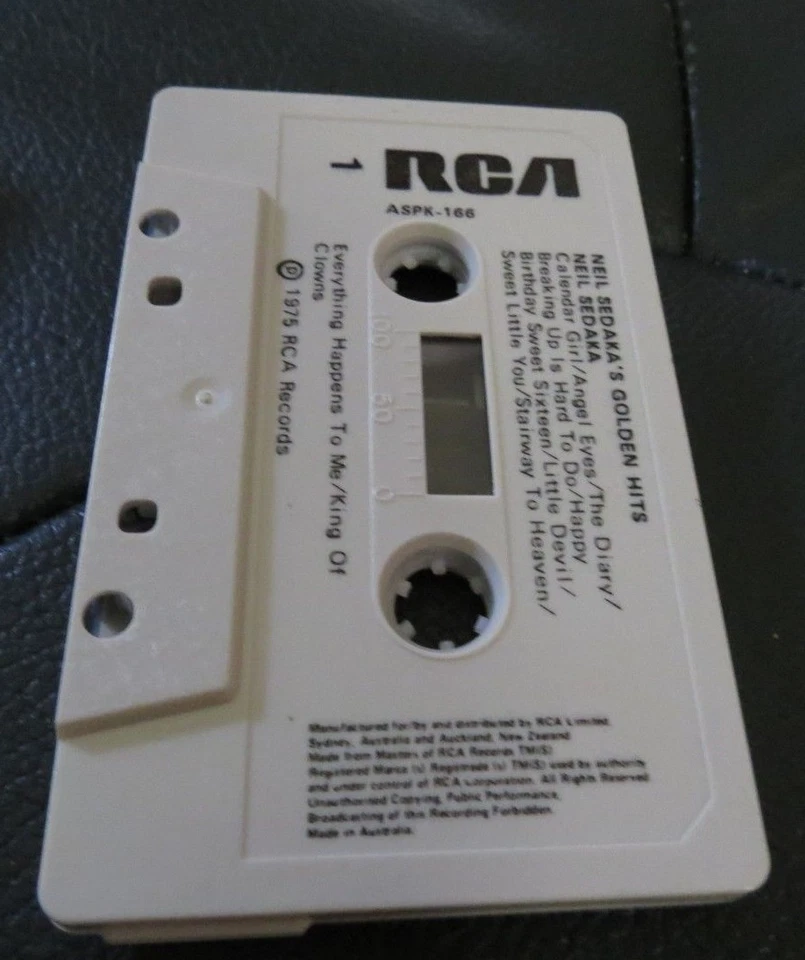 RCA
1
ASPK-166
NEIL SEDAKA'S GOLDEN HITS
NEIL SEDAKA
Calendar Girl/Angel Eyes/The Diary/
Breaking Up Is Hard To Do/Happy
Birthday Sweet Sixteen/Little Devil/
Sweet Little You/Stairway To Heaven/
100 50 0
Everything Happens To Me/King Of
Clowns
℗ 1975 RCA Records
Manufactured for/by and distributed by RCA Limited
Sydney, Australia and Auckland, New Zealand
Made from Masters of RCA Records TM(S)
Registered Marca (s) Registrada (s) TM(S) used by authority
and under control of RCA Corporation. All Rights Reserved
Unauthorised Copying, Public Performance,
Broadcasting of this Recording Forbidden.
Made in Australia.